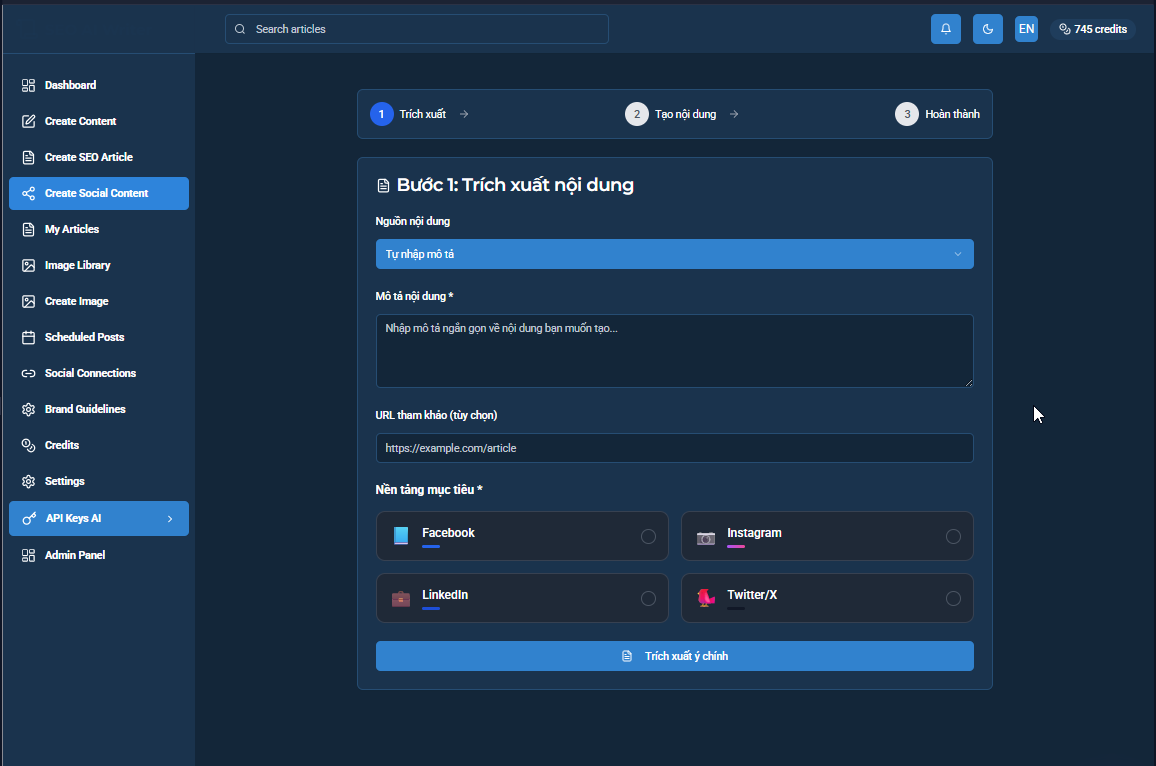 Search articles
EN
745 credits
Dashboard
Create Content
Create SEO Article
Create Social Content
My Articles
Image Library
Create Image
Scheduled Posts
Social Connections
Brand Guidelines
Credits
Settings
API Keys AI
Admin Panel
1 Trích xuất
2 Tạo nội dung
3 Hoàn thành
Bước 1: Trích xuất nội dung
Nguồn nội dung
Tự nhập mô tả
Mô tả nội dung *
Nhập mô tả ngắn gọn về nội dung bạn muốn tạo...
URL tham khảo (tùy chọn)
https://example.com/article
Nền tảng mục tiêu *
Facebook
Instagram
LinkedIn
Twitter/X
Trích xuất ý chính